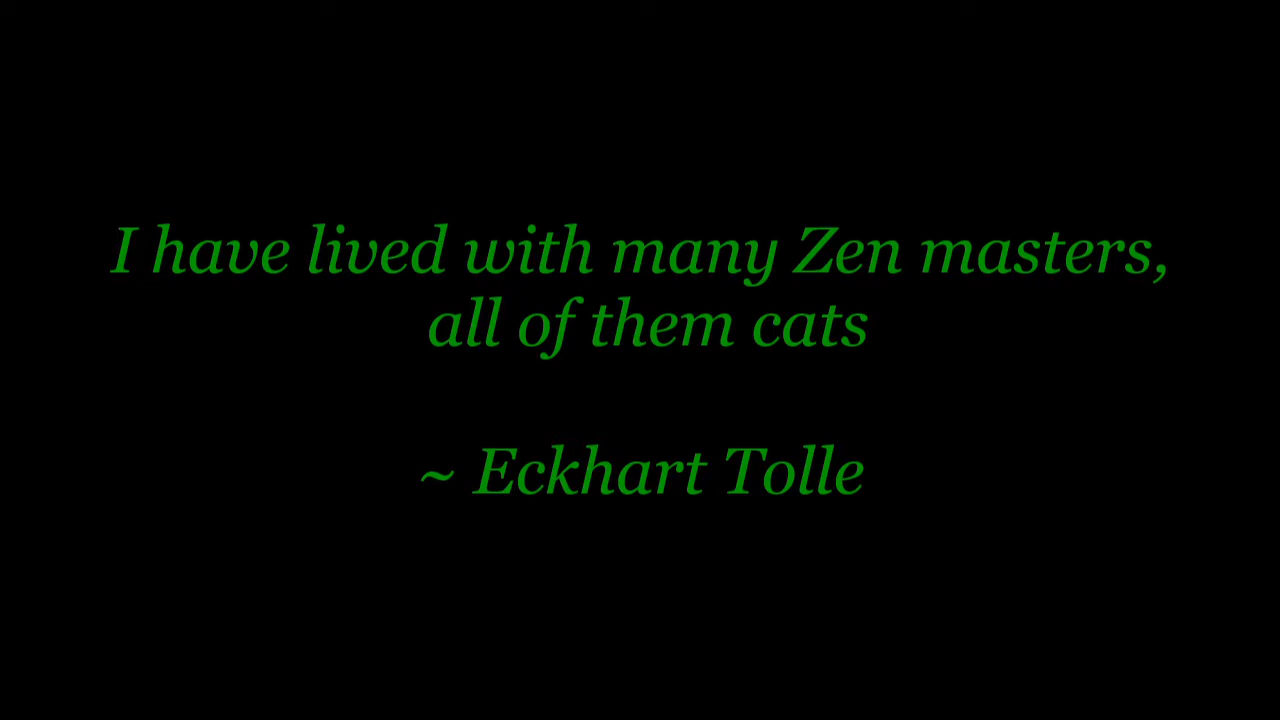 I have lived with many Zen masters,
all of them cats
~ Eckhart Tolle